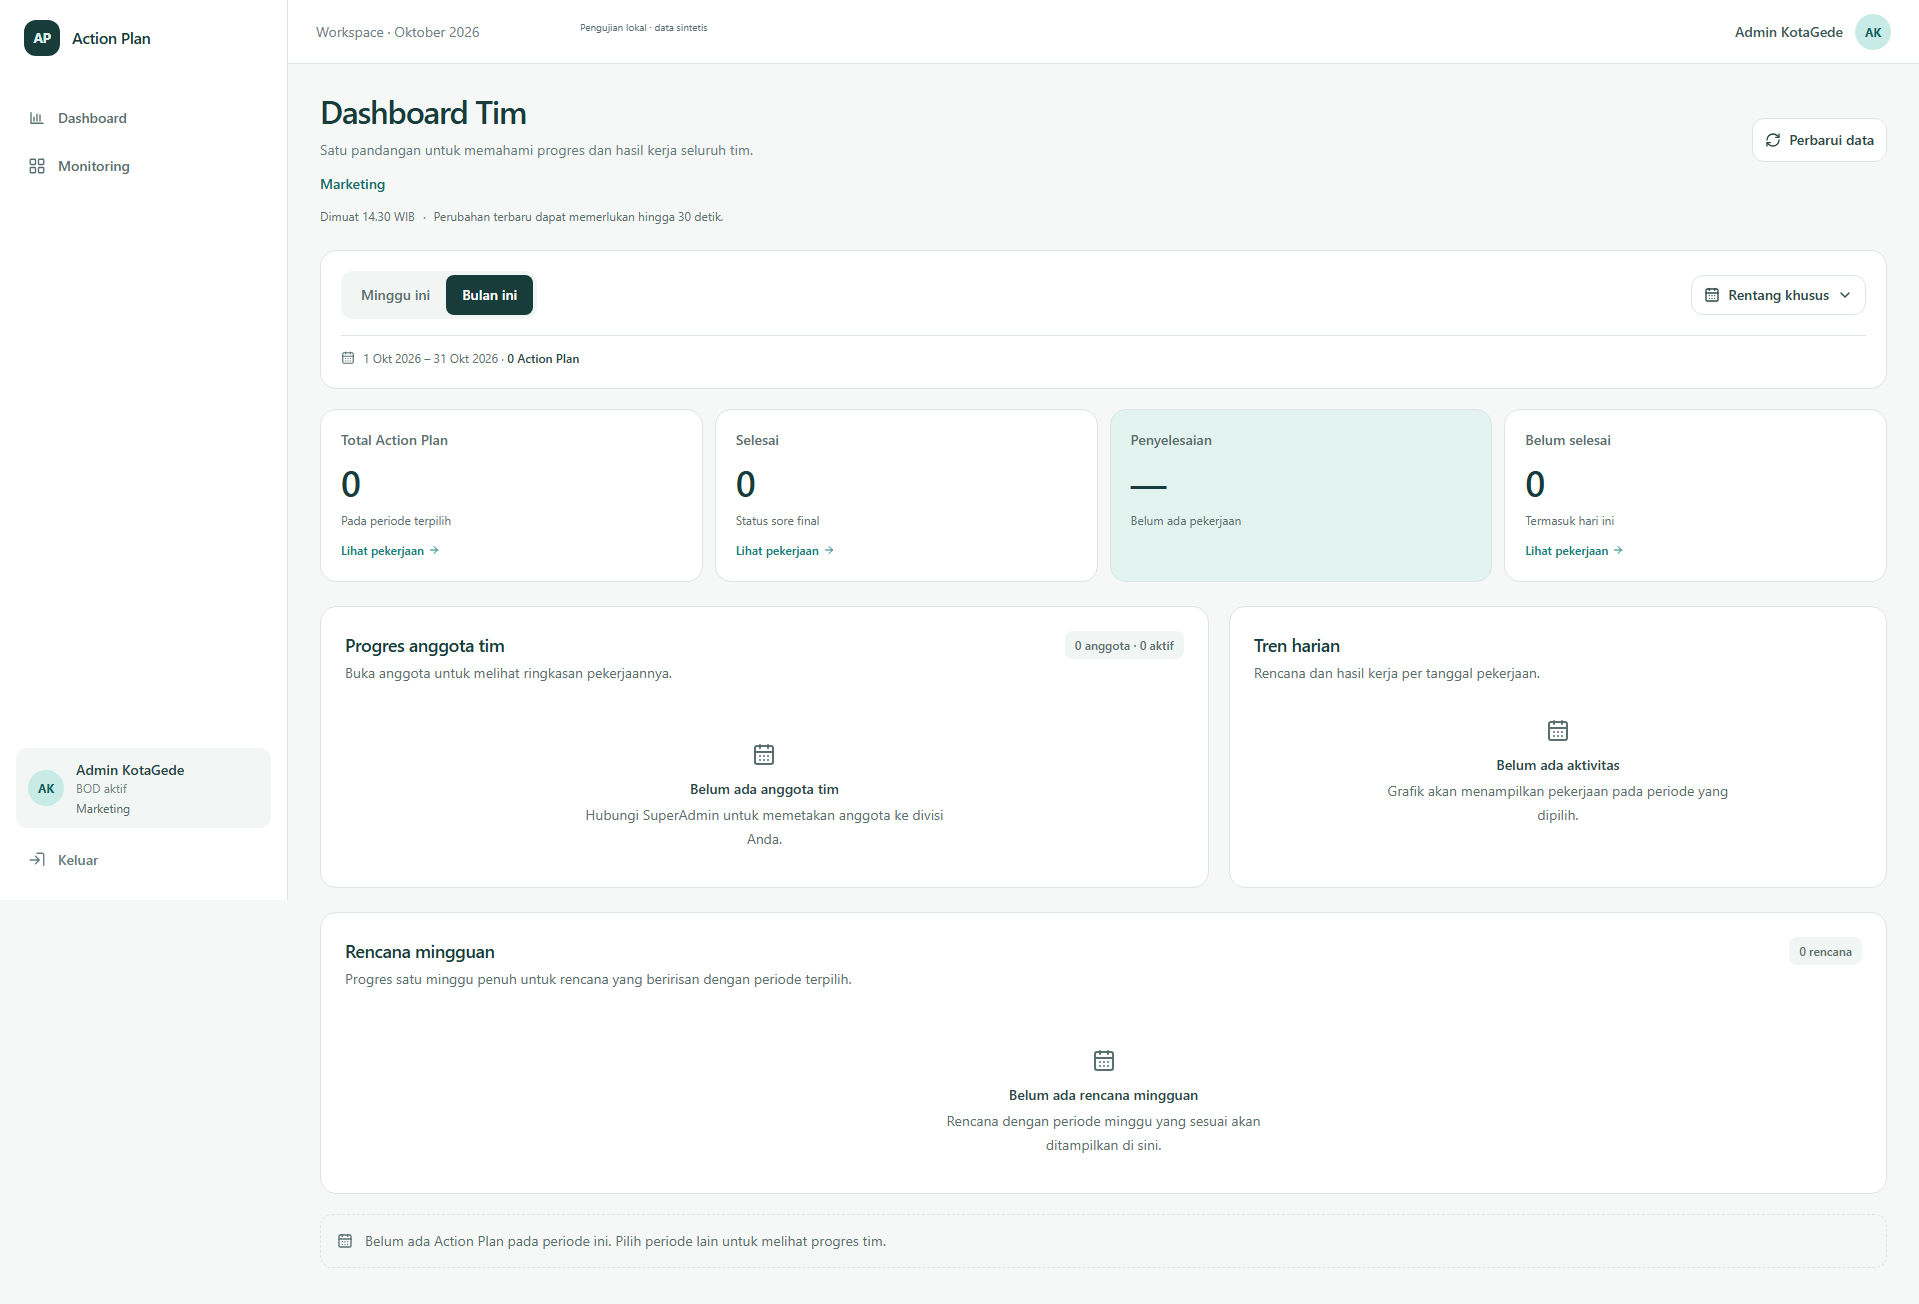 AP
Action Plan
Workspace · Oktober 2026
Pengujian lokal · data sintetis
Admin KotaGede
AK
Dashboard
Monitoring
Dashboard Tim
Satu pandangan untuk memahami progres dan hasil kerja seluruh tim.
Marketing
Dimuat 14.30 WIB · Perubahan terbaru dapat memerlukan hingga 30 detik.
Perbarui data
Minggu ini
Bulan ini
Rentang khusus
1 Okt 2026 – 31 Okt 2026 · 0 Action Plan
Total Action Plan
0
Pada periode terpilih
Lihat pekerjaan →
Selesai
0
Status sore final
Lihat pekerjaan →
Penyelesaian
—
Belum ada pekerjaan
Belum selesai
0
Termasuk hari ini
Lihat pekerjaan →
Progres anggota tim
0 anggota · 0 aktif
Buka anggota untuk melihat ringkasan pekerjaannya.
Belum ada anggota tim
Hubungi SuperAdmin untuk memetakan anggota ke divisi
Anda.
Tren harian
Rencana dan hasil kerja per tanggal pekerjaan.
Belum ada aktivitas
Grafik akan menampilkan pekerjaan pada periode yang
dipilih.
AK
Admin KotaGede
BOD aktif
Marketing
Keluar
Rencana mingguan
0 rencana
Progres satu minggu penuh untuk rencana yang beririsan dengan periode terpilih.
Belum ada rencana mingguan
Rencana dengan periode minggu yang sesuai akan
ditampilkan di sini.
Belum ada Action Plan pada periode ini. Pilih periode lain untuk melihat progres tim.